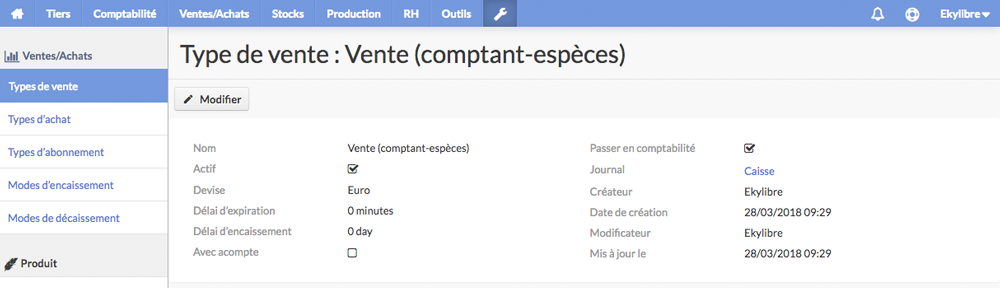 Tiers Comptabilité Ventes/Achats Stocks Production RH Outils Ekylibre
Ventes/Achats
Types de vente
Types d'achat
Types d'abonnement
Modes d'encaissement
Modes de décaissement
Produit
Type de vente : Vente (comptant-espèces)
Modifier
Nom Vente (comptant-espèces)
Actif
Devise Euro
Délai d'expiration 0 minutes
Délai d'encaissement 0 day
Avec acompte
Passer en comptabilité
Journal Caisse
Créateur Ekylibre
Date de création 28/03/2018 09:29
Modificateur Ekylibre
Mis à jour le 28/03/2018 09:29